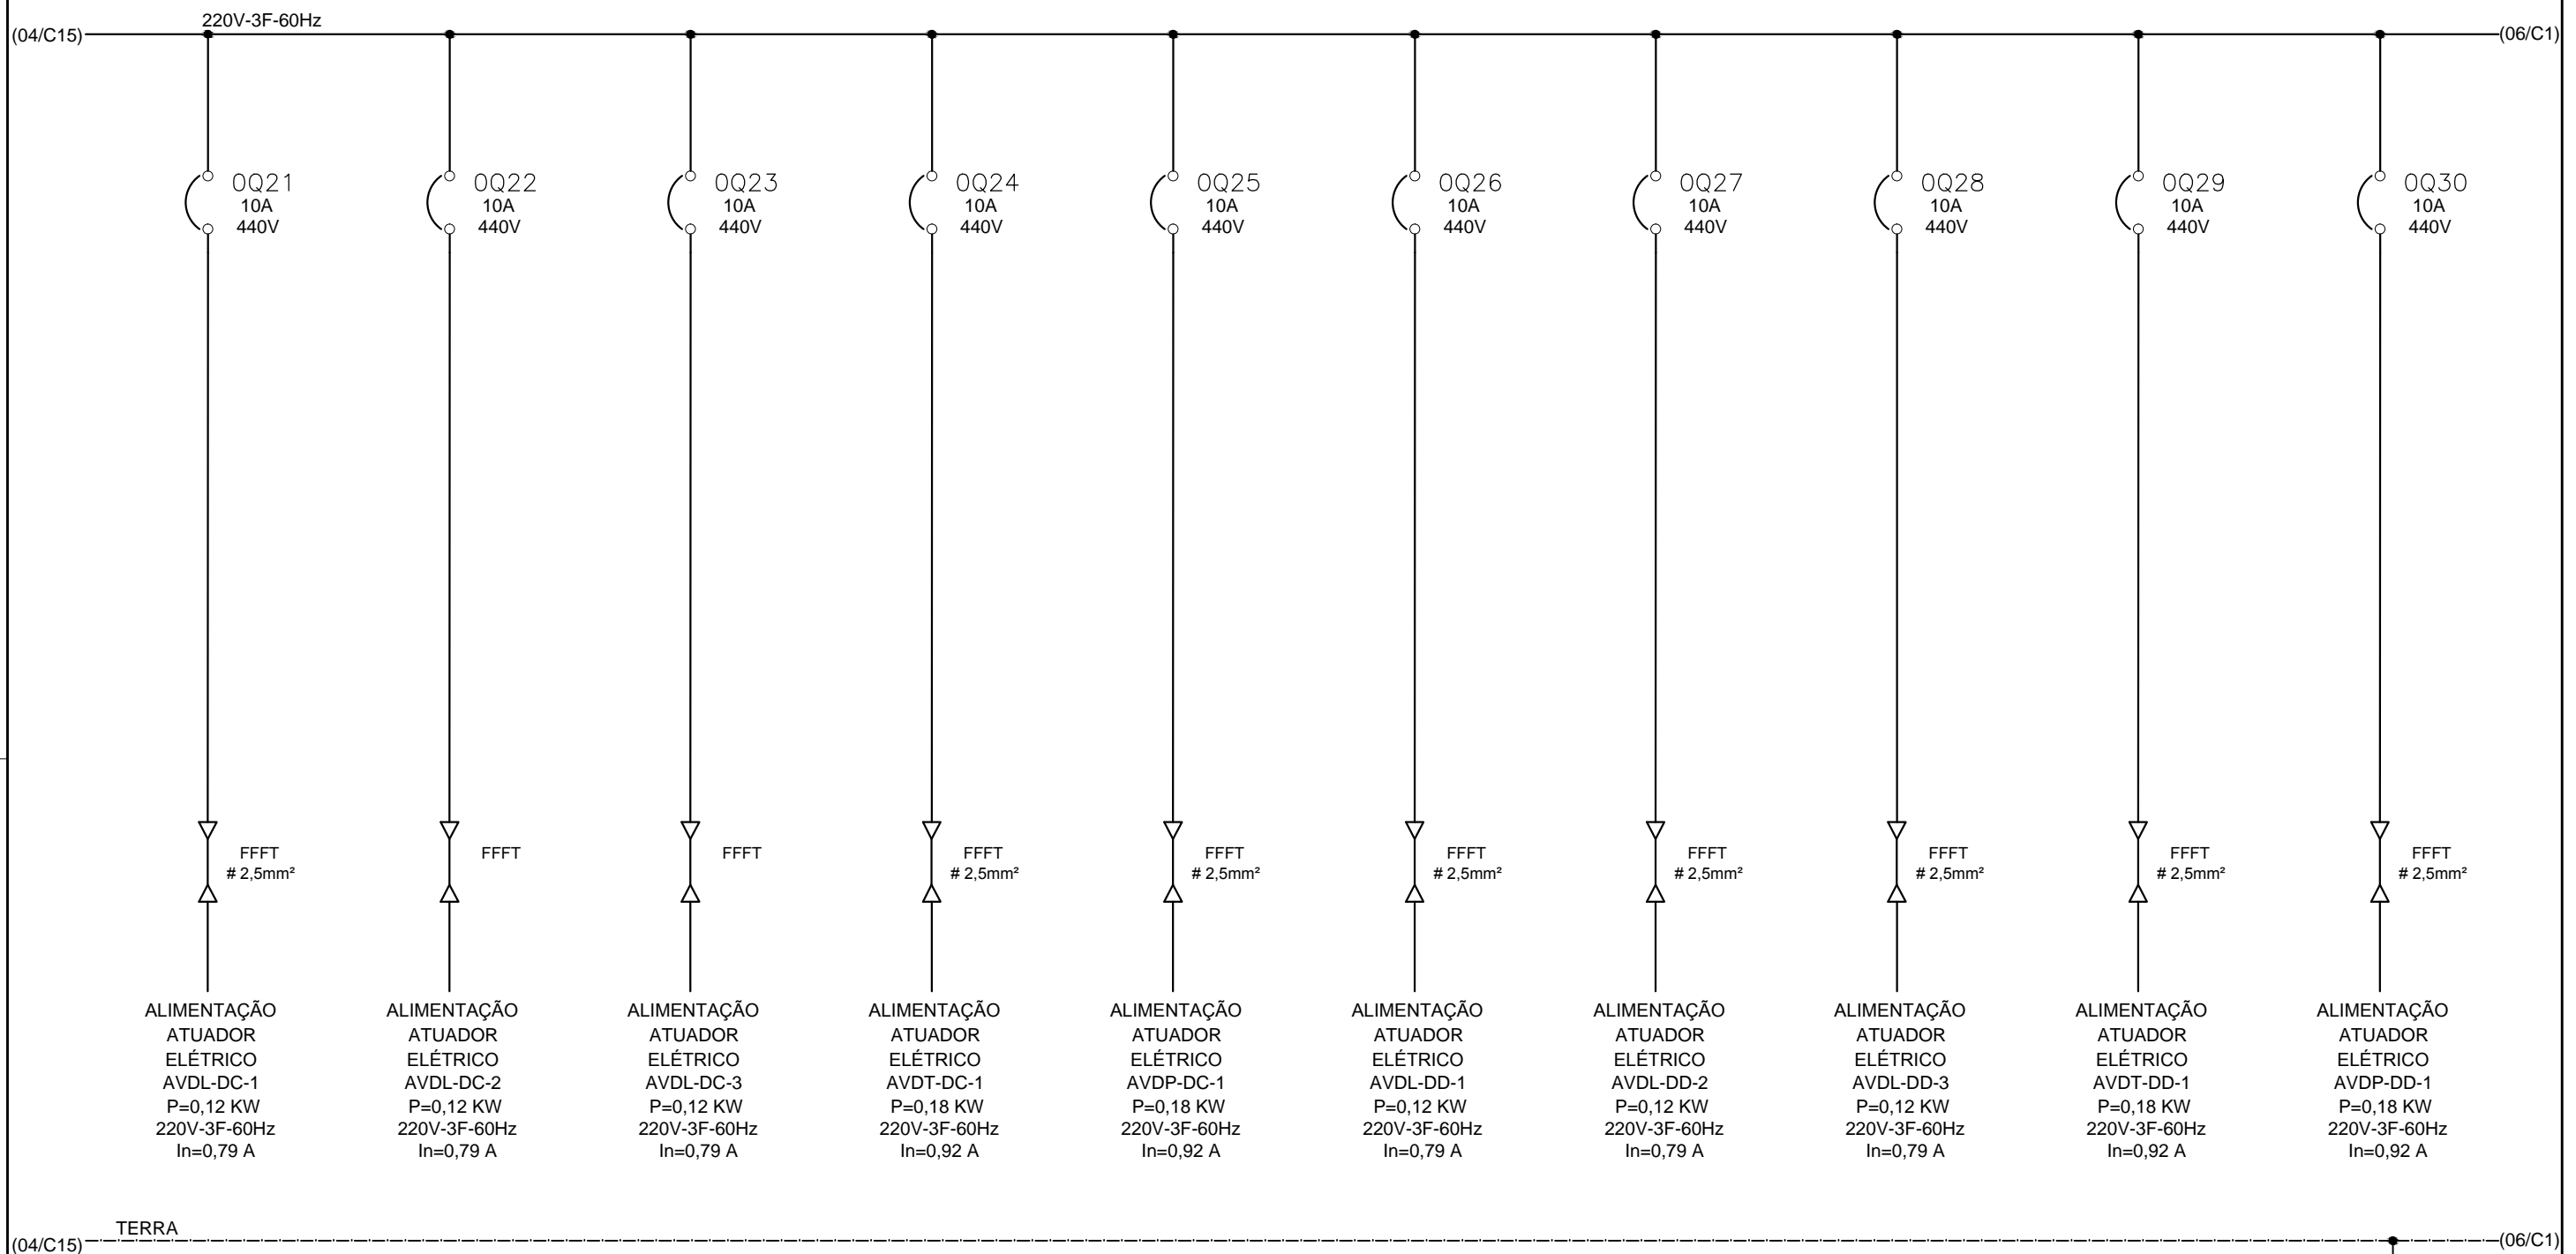 220V-3F-60Hz
(04/C15)
(06/C1)
0Q21
10A
440V
0Q22
10A
440V
0Q23
10A
440V
0Q24
10A
440V
0Q25
10A
440V
0Q26
10A
440V
0Q27
10A
440V
0Q28
10A
440V
0Q29
10A
440V
0Q30
10A
440V
FFFT
# 2,5mm²
FFFT
FFFT
FFFT
# 2,5mm²
FFFT
# 2,5mm²
FFFT
# 2,5mm²
FFFT
# 2,5mm²
FFFT
# 2,5mm²
FFFT
# 2,5mm²
FFFT
# 2,5mm²
ALIMENTAÇÃO
ATUADOR
ELÉTRICO
AVDL-DC-1
P=0,12 KW
220V-3F-60Hz
In=0,79 A
ALIMENTAÇÃO
ATUADOR
ELÉTRICO
AVDL-DC-2
P=0,12 KW
220V-3F-60Hz
In=0,79 A
ALIMENTAÇÃO
ATUADOR
ELÉTRICO
AVDL-DC-3
P=0,12 KW
220V-3F-60Hz
In=0,79 A
ALIMENTAÇÃO
ATUADOR
ELÉTRICO
AVDT-DC-1
P=0,18 KW
220V-3F-60Hz
In=0,92 A
ALIMENTAÇÃO
ATUADOR
ELÉTRICO
AVDP-DC-1
P=0,18 KW
220V-3F-60Hz
In=0,92 A
ALIMENTAÇÃO
ATUADOR
ELÉTRICO
AVDL-DD-1
P=0,12 KW
220V-3F-60Hz
In=0,79 A
ALIMENTAÇÃO
ATUADOR
ELÉTRICO
AVDL-DD-2
P=0,12 KW
220V-3F-60Hz
In=0,79 A
ALIMENTAÇÃO
ATUADOR
ELÉTRICO
AVDL-DD-3
P=0,12 KW
220V-3F-60Hz
In=0,79 A
ALIMENTAÇÃO
ATUADOR
ELÉTRICO
AVDT-DD-1
P=0,18 KW
220V-3F-60Hz
In=0,92 A
ALIMENTAÇÃO
ATUADOR
ELÉTRICO
AVDP-DD-1
P=0,18 KW
220V-3F-60Hz
In=0,92 A
TERRA
(04/C15)
(06/C1)